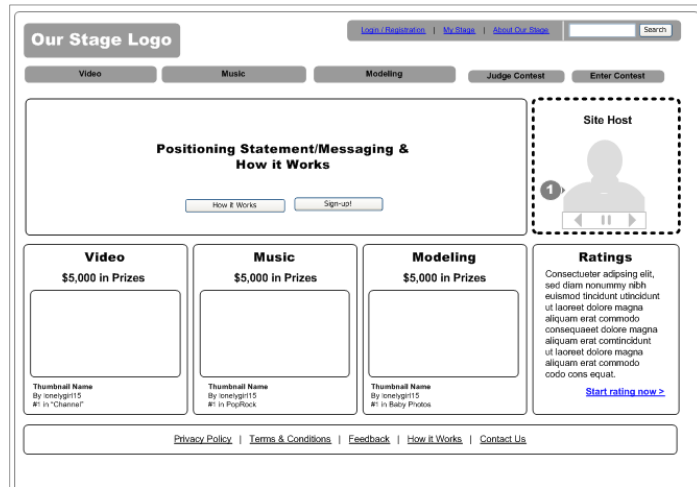 Our Stage Logo
Login / Registration | My Stage | About Our Stage
Search
Video
Music
Modeling
Judge Contest
Enter Contest
Positioning Statement/Messaging &
How it Works
How it Works
Sign-up!
Site Host
1
Video
$5,000 in Prizes
Thumbnail Name
By lonelygirl15
#1 in "Channel"
Music
$5,000 in Prizes
Thumbnail Name
By lonelygirl15
#1 in PopRock
Modeling
$5,000 in Prizes
Thumbnail Name
By lonelygirl15
#1 in Baby Photos
Ratings
Consectueter adipsing elit,
sed diam nonummy nibh
euismod tincidunt utincidunt
ut laoreet dolore magna
aliquam erat commodo
consequaeet dolore magna
aliquam erat comtincidunt
ut laoreet dolore magna
aliquam erat commodo
codo cons equat.
Start rating now >
Privacy Policy | Terms & Conditions | Feedback | How it Works | Contact Us